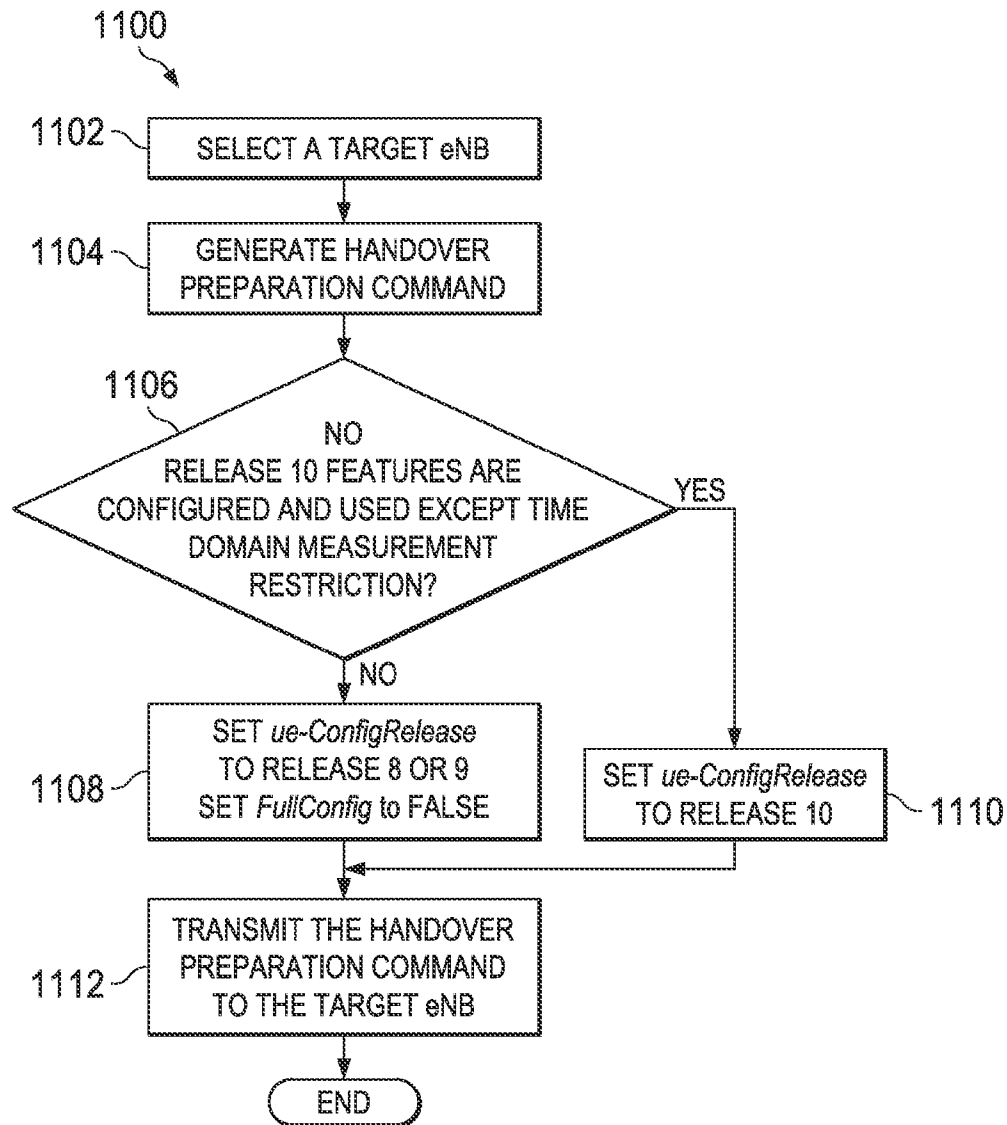 1100
1102
SELECT A TARGET eNB
1104
GENERATE HANDOVER
PREPARATION COMMAND
1106
NO
RELEASE 10 FEATURES ARE
CONFIGURED AND USED EXCEPT TIME
DOMAIN MEASUREMENT
RESTRICTION?
YES
NO
1108
SET ue-ConfigRelease
TO RELEASE 8 OR 9
SET FullConfig to FALSE
SET ue-ConfigRelease
TO RELEASE 10
1110
1112
TRANSMIT THE HANDOVER
PREPARATION COMMAND
TO THE TARGET eNB
END